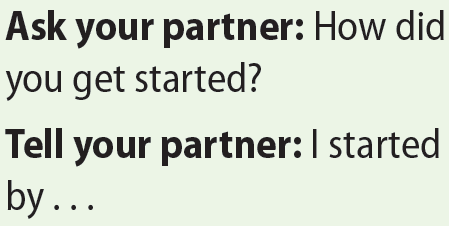 Ask your partner: How did
you get started?
Tell your partner: I started
by . . .